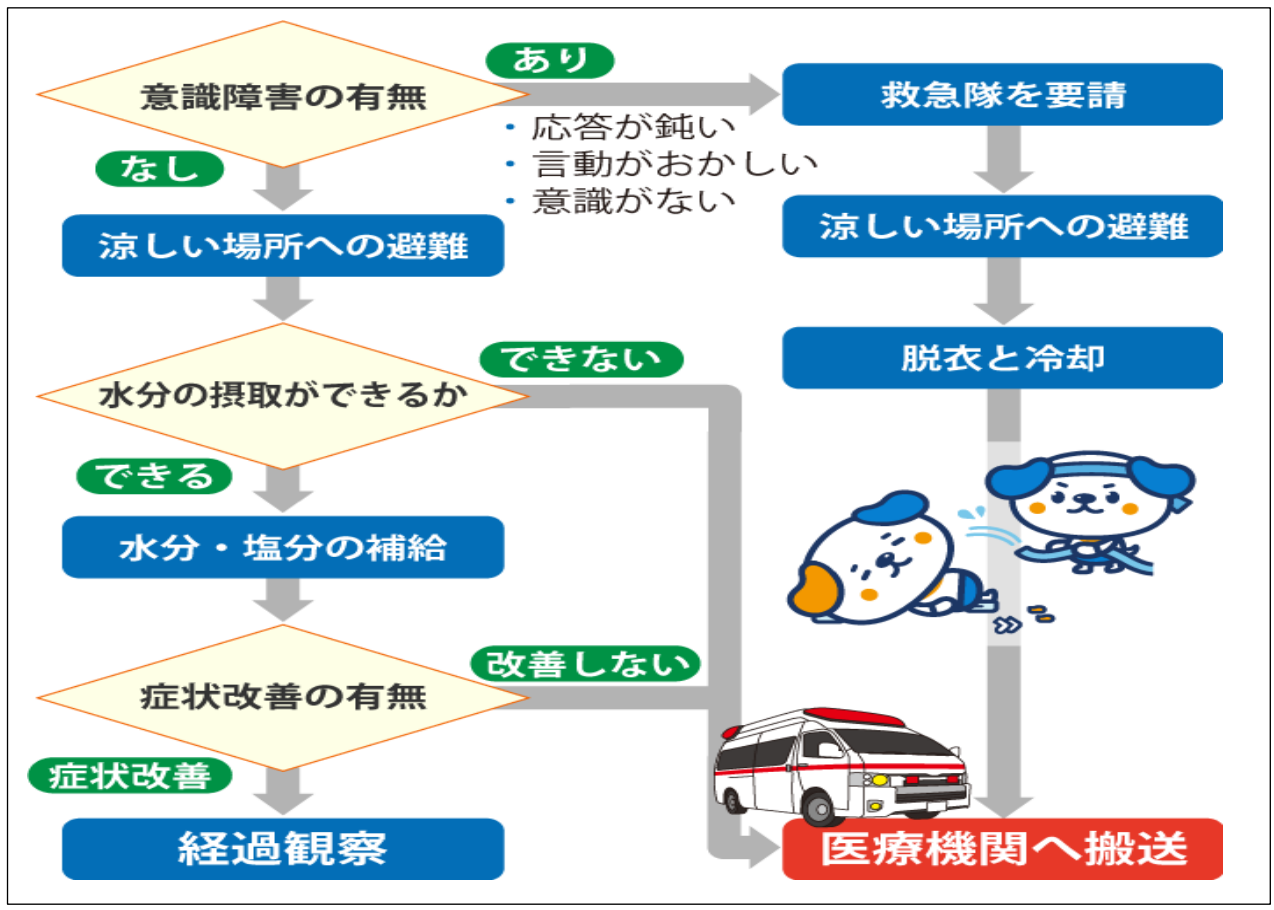 意識障害の有無
あり
・応答が鈍い
・言動がおかしい
・意識がない
なし
涼しい場所への避難
水分の摂取ができるか
できない
できる
水分・塩分の補給
症状改善の有無
改善しない
症状改善
経過観察
救急隊を要請
涼しい場所への避難
脱衣と冷却
医療機関へ搬送